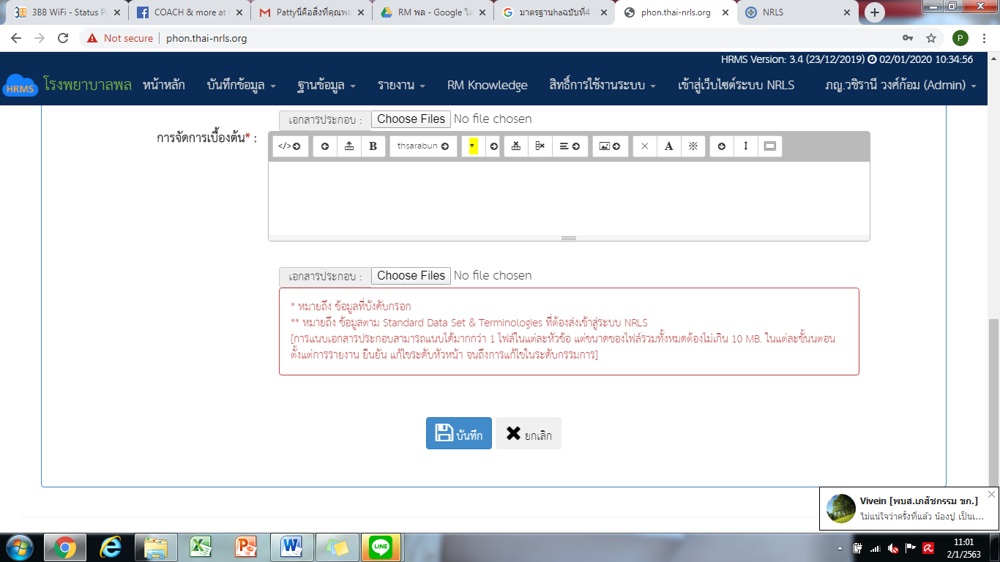 3BB WiFi - Status P
COACH & more at
Pattyนี่คือสิ่งที่คุณพล
RM พล - Google ไ
มาตรฐานhaฉบับที่4
phon.thai-nrls.org
NRLS
Not secure
phon.thai-nrls.org
P
HRMS Version: 3.4 (23/12/2019) 02/01/2020 10:34:56
HRMS
โรงพยาบาลพล
หน้าหลัก
บันทึกข้อมูล
ฐานข้อมูล
รายงาน
RM Knowledge
สิทธิ์การใช้งานระบบ
เข้าสู่เว็บไซต์ระบบ NRLS
ภญ.วชิรานี วงศ์ก้อม (Admin)
เอกสารประกอบ : Choose Files No file chosen
การจัดการเบื้องต้น* :
</> B thsarabun A
เอกสารประกอบ : Choose Files No file chosen
* หมายถึง ข้อมูลที่บังคับกรอก
** หมายถึง ข้อมูลตาม Standard Data Set & Terminologies ที่ต้องส่งเข้าสู่ระบบ NRLS
[การแนบเอกสารประกอบสามารถแนบได้มากกว่า 1 ไฟล์ในแต่ละหัวข้อ แต่ขนาดของไฟล์รวมทั้งหมดต้องไม่เกิน 10 MB. ในแต่ละขั้นนตอน
ตั้งแต่การรายงาน ยืนยัน แก้ไขระดับหัวหน้า จนถึงการแก้ไขในระดับกรรมการ]
บันทึก
ยกเลิก
Vivein [พบส.เภสัชกรรม ขก.]
ไม่แน่ใจว่าครั้งที่แล้ว น้องปู เป็นเ...
LINE
11:01
2/1/2563